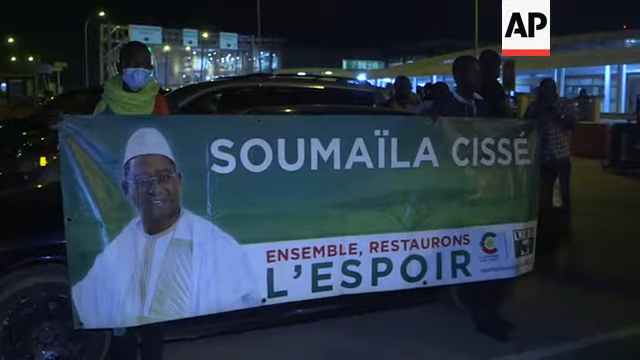 AP
SOUMAÏLA CISSÉ
ENSEMBLE, RESTAURONS
L'ESPOIR